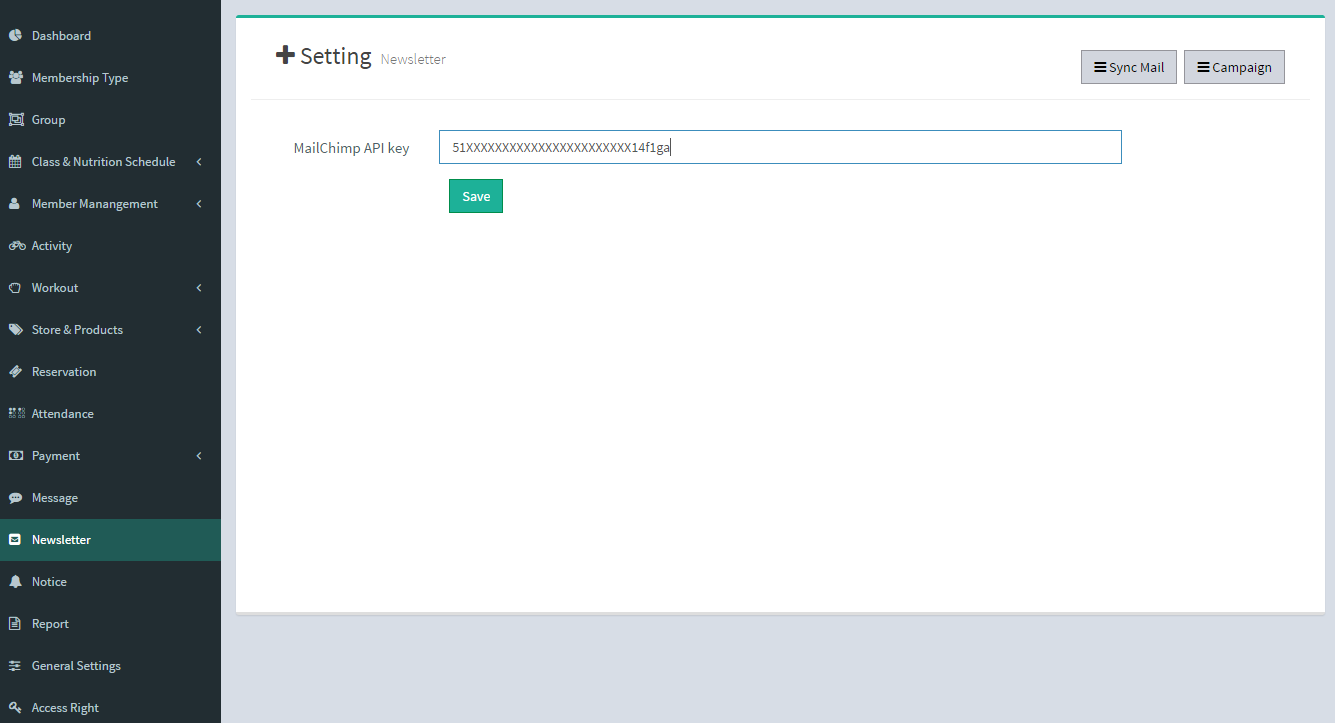 Dashboard
Membership Type
Group
Class & Nutrition Schedule
Member Manangement
Activity
Workout
Store & Products
Reservation
Attendance
Payment
Message
Newsletter
Notice
Report
General Settings
Access Right
Setting Newsletter
Sync Mail
Campaign
MailChimp API key
51XXXXXXXXXXXXXXXXXXXXXXX14f1ga
Save